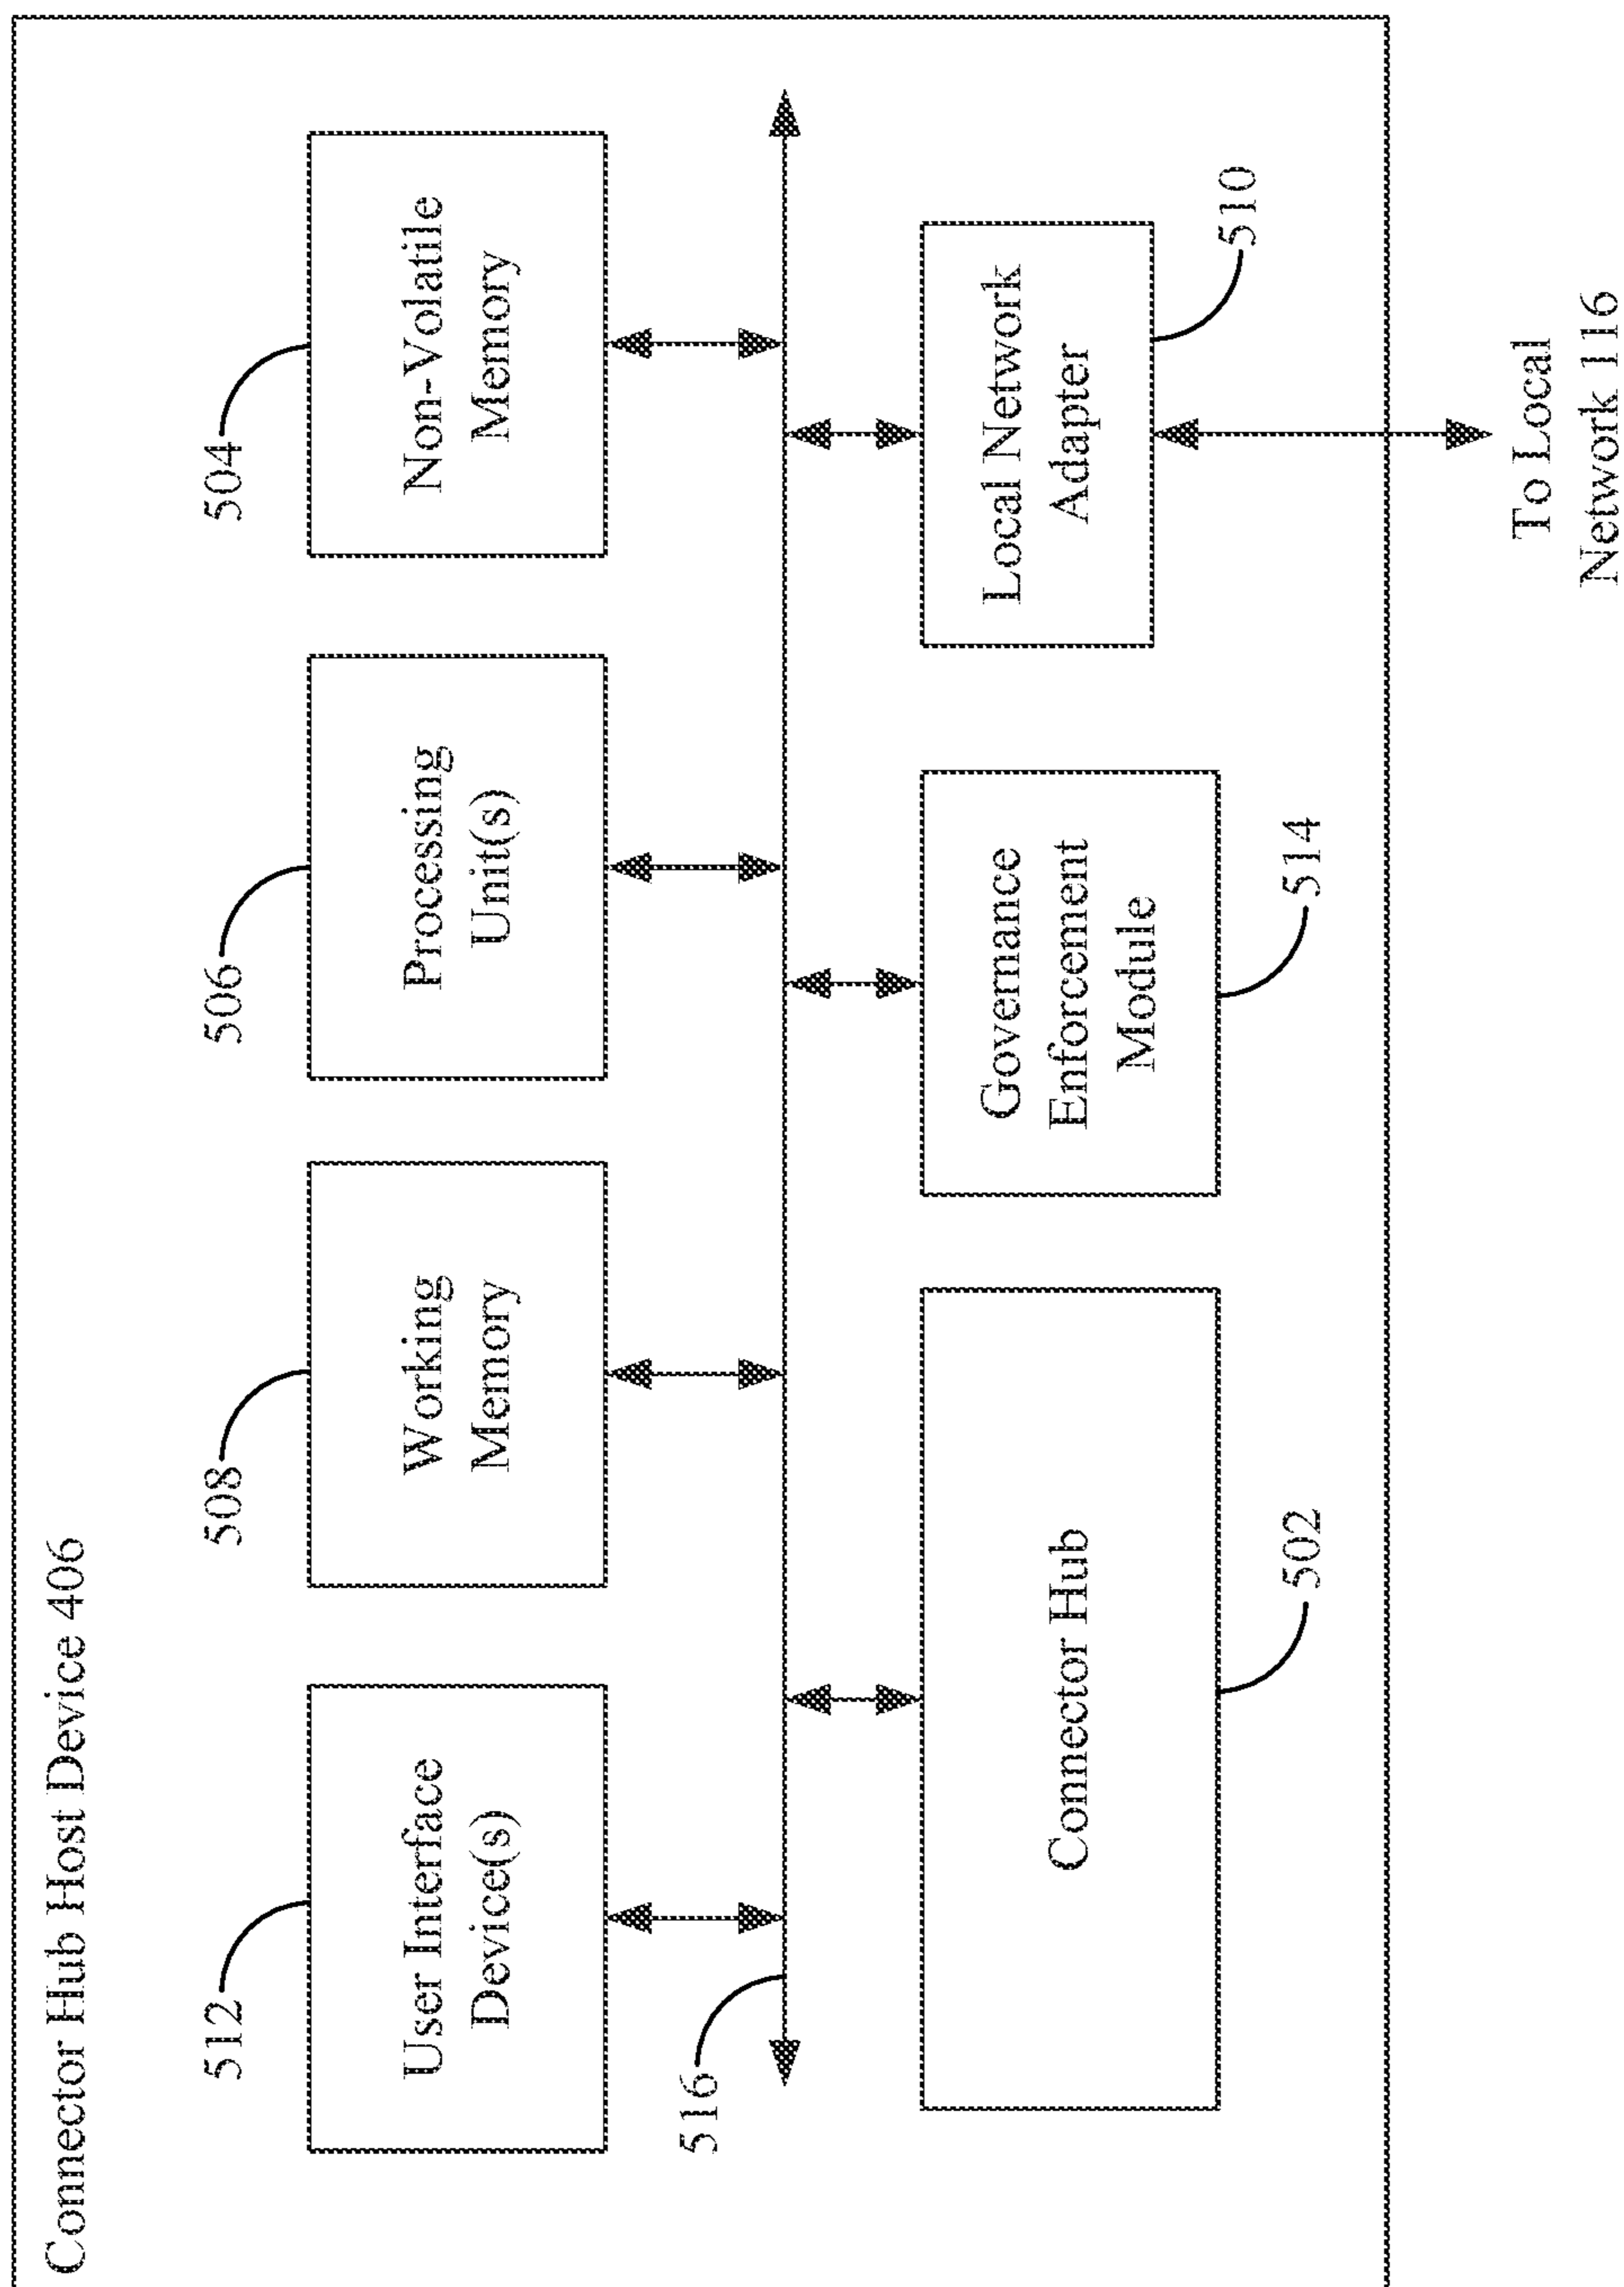 Connector Hub Host Device 406
512
508
506
504
User Interface
Device(s)
Working
Memory
Processing
Unit(s)
Non-Volatile
Memory
516
Connector Hub
Governance
Enforcement
Module
Local Network
Adapter
502
514
510
To Local
Network 116